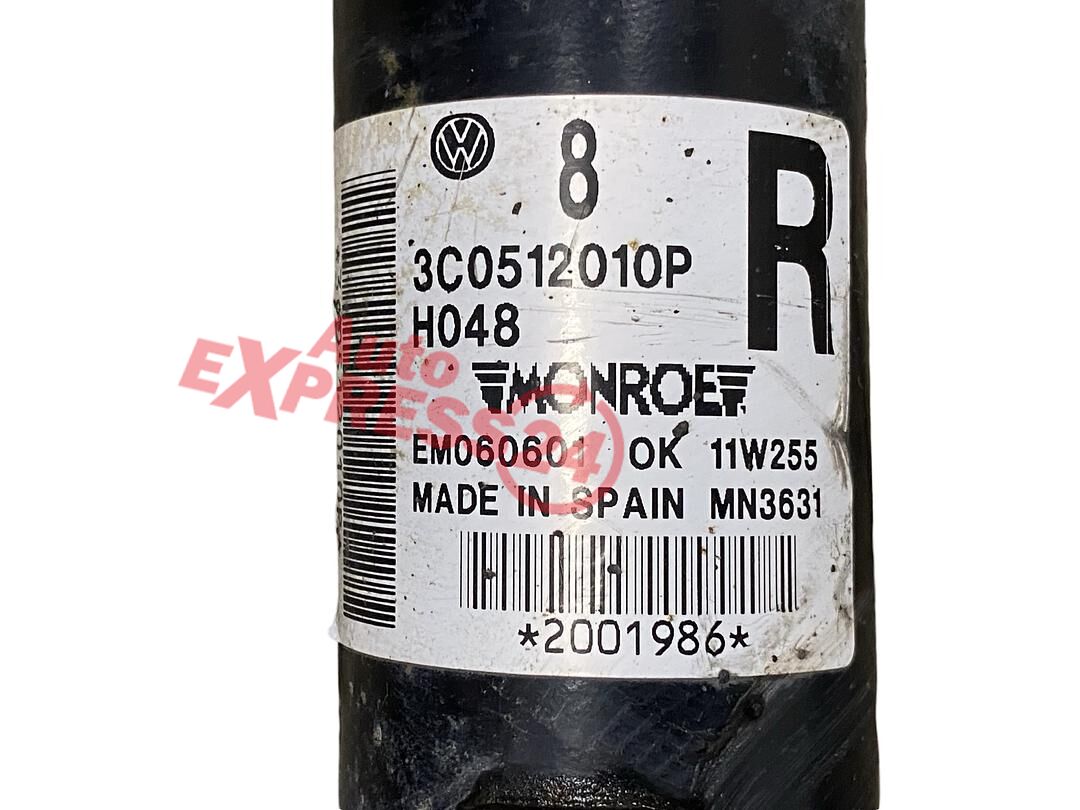 8
R
3C0512010P
H048
MONROE
EM060601 OK 11W255
MADE IN SPAIN MN3631
*2001986*
Auto
EXPRESS24